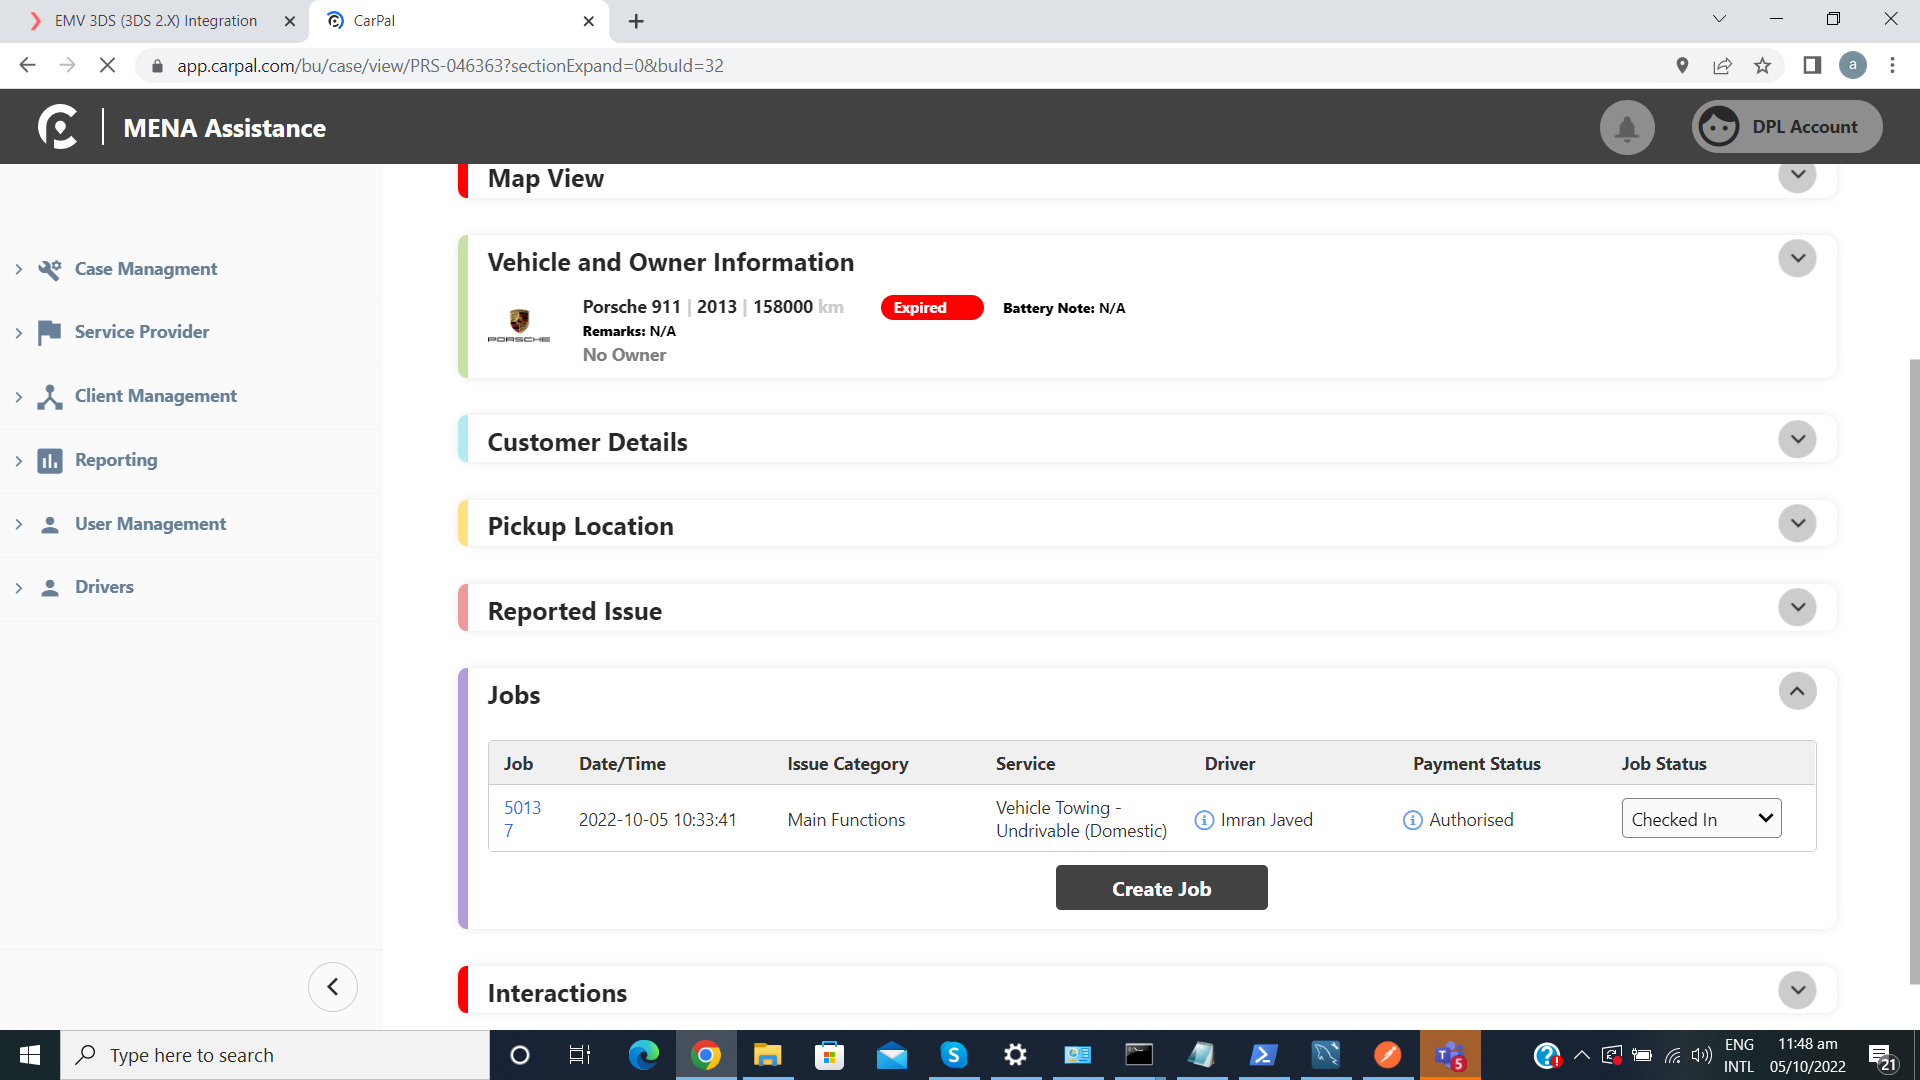 EMV 3DS (3DS 2.X) Integration
CarPal
app.carpal.com/bu/case/view/PRS-046363?sectionExpand=0&buId=32
a
MENA Assistance
DPL Account
Case Managment
Service Provider
Client Management
Reporting
User Management
Drivers
Map View
Vehicle and Owner Information
PORSCHE
Porsche 911 | 2013 | 158000 km
Expired
Battery Note: N/A
Remarks: N/A
No Owner
Customer Details
Pickup Location
Reported Issue
Jobs
Job Date/Time Issue Category Service Driver Payment Status Job Status
5013
7
2022-10-05 10:33:41
Main Functions
Vehicle Towing -
Undrivable (Domestic)
Imran Javed
Authorised
Checked In
Create Job
Interactions
Type here to search
5
ENG
INTL
11:48 am
05/10/2022
21